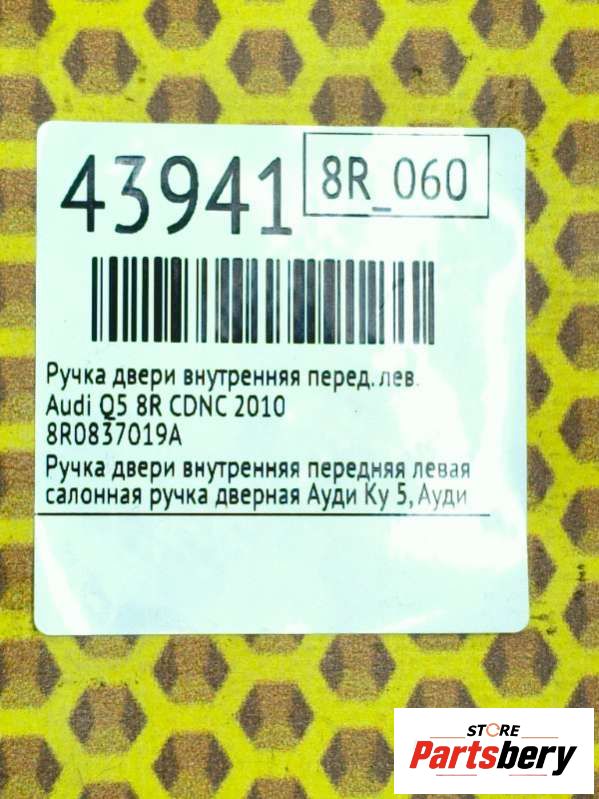 43941
8R_060
Ручка двери внутренняя перед. лев.
Audi Q5 8R CDNC 2010
8R0837019A
Ручка двери внутренняя передняя левая
салонная ручка дверная Ауди Ку 5, Ауди
STORE
Partsbery